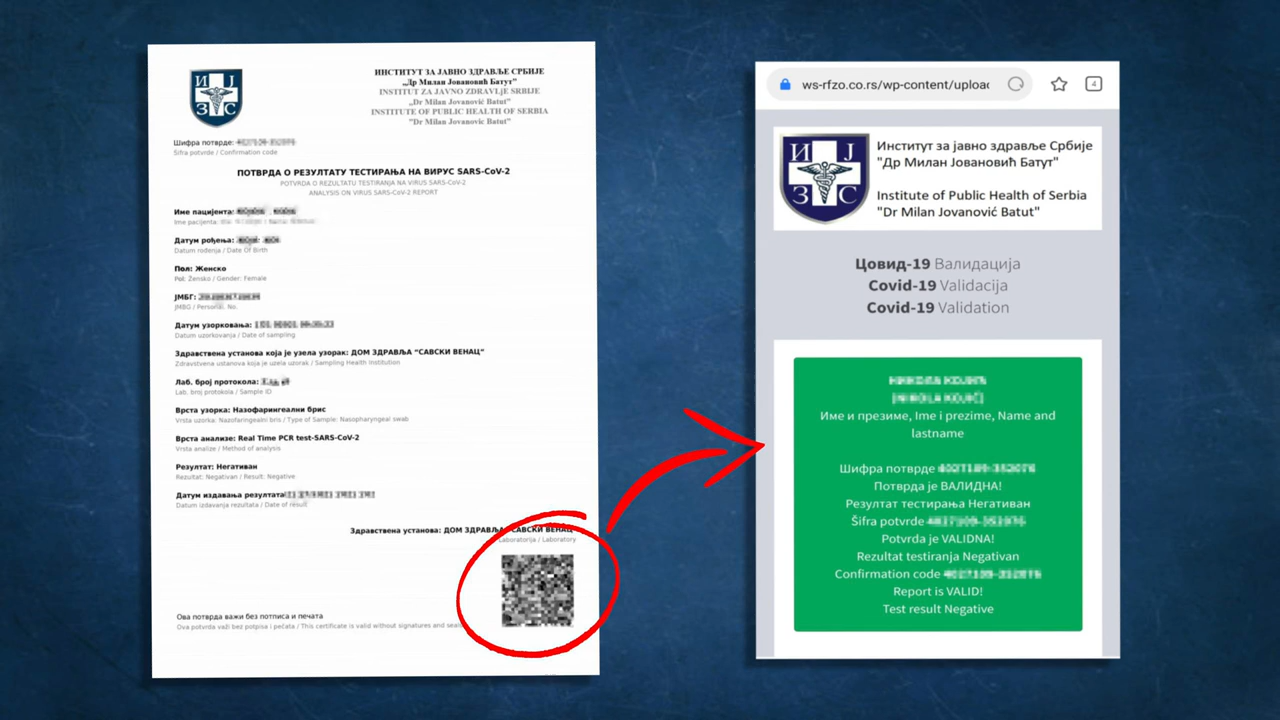 ИЈЗС
ИНСТИТУТ ЗА ЈАВНО ЗДРАВЉЕ СРБИЈЕ
„Др Милан Јовановић Батут"
INSTITUT ZA JAVNO ZDRAVLjE SRBIJE
„Dr Milan Jovanović Batut"
INSTITUTE OF PUBLIC HEALTH OF SERBIA
"Dr Milan Jovanovic Batut"
Шифра потврде:
Šifra potvrde / Confirmation code
ПОТВРДА О РЕЗУЛТАТУ ТЕСТИРАЊА НА ВИРУС SARS-CoV-2
POTVRDA O REZULTATU TESTIRANJA NA VIRUS SARS-CoV-2
ANALYSIS ON VIRUS SARS-CoV-2 REPORT
Име пацијента:
Ime pacijenta:
Датум рођења:
Datum rođenja / Date Of Birth
Пол: Женско
Pol: Žensko / Gender: Female
ЈМБГ:
JMBG / Personal. No.
Датум узорковања:
Datum uzorkovanja / Date of sampling
Здравствена установа која је узела узорак: ДОМ ЗДРАВЉА “САВСКИ ВЕНАЦ”
Zdravstvena ustanova koja je uzela uzorak / Sampling Health Institution
Лаб. број протокола:
Lab. broj protokola / Sample ID
Врста узорка: Назофарингеални брис
Vrsta uzorka: Nazofaringealni bris / Type of Sample: Nasopharyngeal swab
Врста анализе: Real Time PCR test-SARS-CoV-2
Vrsta analize / Method of analysis
Резултат: Негативан
Rezultat: Negativan / Result: Negative
Датум издавања резултата
Datum izdavanja rezultata / Date of result
Здравствена установа: ДОМ ЗДРАВЉА “САВСКИ ВЕНАЦ
Laboratorija / Laboratory
Ова потврда важи без потписа и печата
Ova potvrda važi bez potpisa i pečata / This certificate is valid without signatures and seal
ws-rfzo.co.rs/wp-content/uploac
4
ИЈЗС
Институт за јавно здравље Србије
"Др Милан Јовановић Батут"
Institute of Public Health of Serbia
"Dr Milan Jovanović Batut"
Цовид-19 Валидација
Covid-19 Validacija
Covid-19 Validation
Име и презиме, Ime i prezime, Name and
lastname
Шифра потврде
Потврда је ВАЛИДНА!
Резултат тестирања Негативан
Šifra potvrde
Potvrda je VALIDNA!
Rezultat testiranja Negativan
Confirmation code
Report is VALID!
Test result Negative